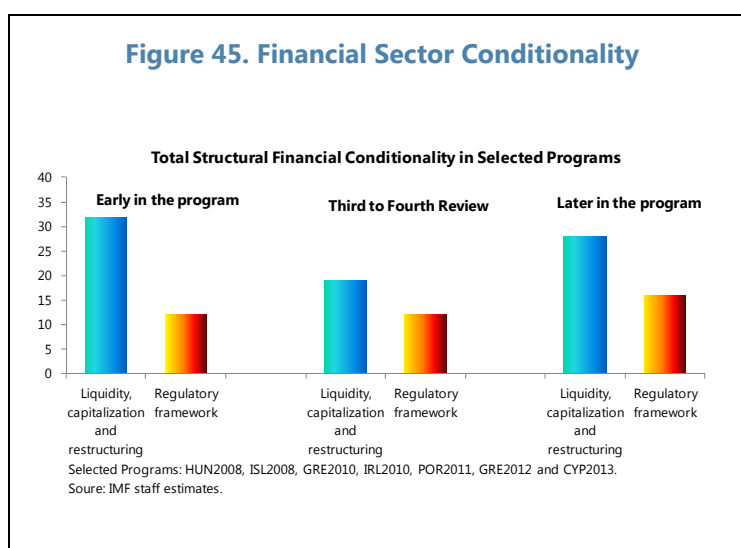 Figure 45. Financial Sector Conditionality
Total Structural Financial Conditionality in Selected Programs
40
35
30
25
20
15
10
5
0
Early in the program
Third to Fourth Review
Later in the program
Liquidity,
capitalization
and
restructuring
Regulatory
framework
Liquidity,
capitalization
and
restructuring
Regulatory
framework
Liquidity,
capitalization
and
restructuring
Regulatory
framework
Selected Programs: HUN2008, ISL2008, GRE2010, IRL2010, POR2011, GRE2012 and CYP2013.
Soure: IMF staff estimates.